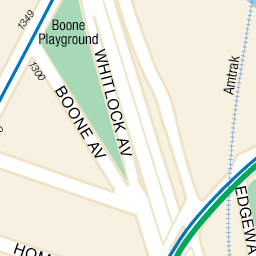 1349
Boone
Playground
1300
BOONE AV
WHITLOCK AV
Amtrak
EDGEWA
HOM